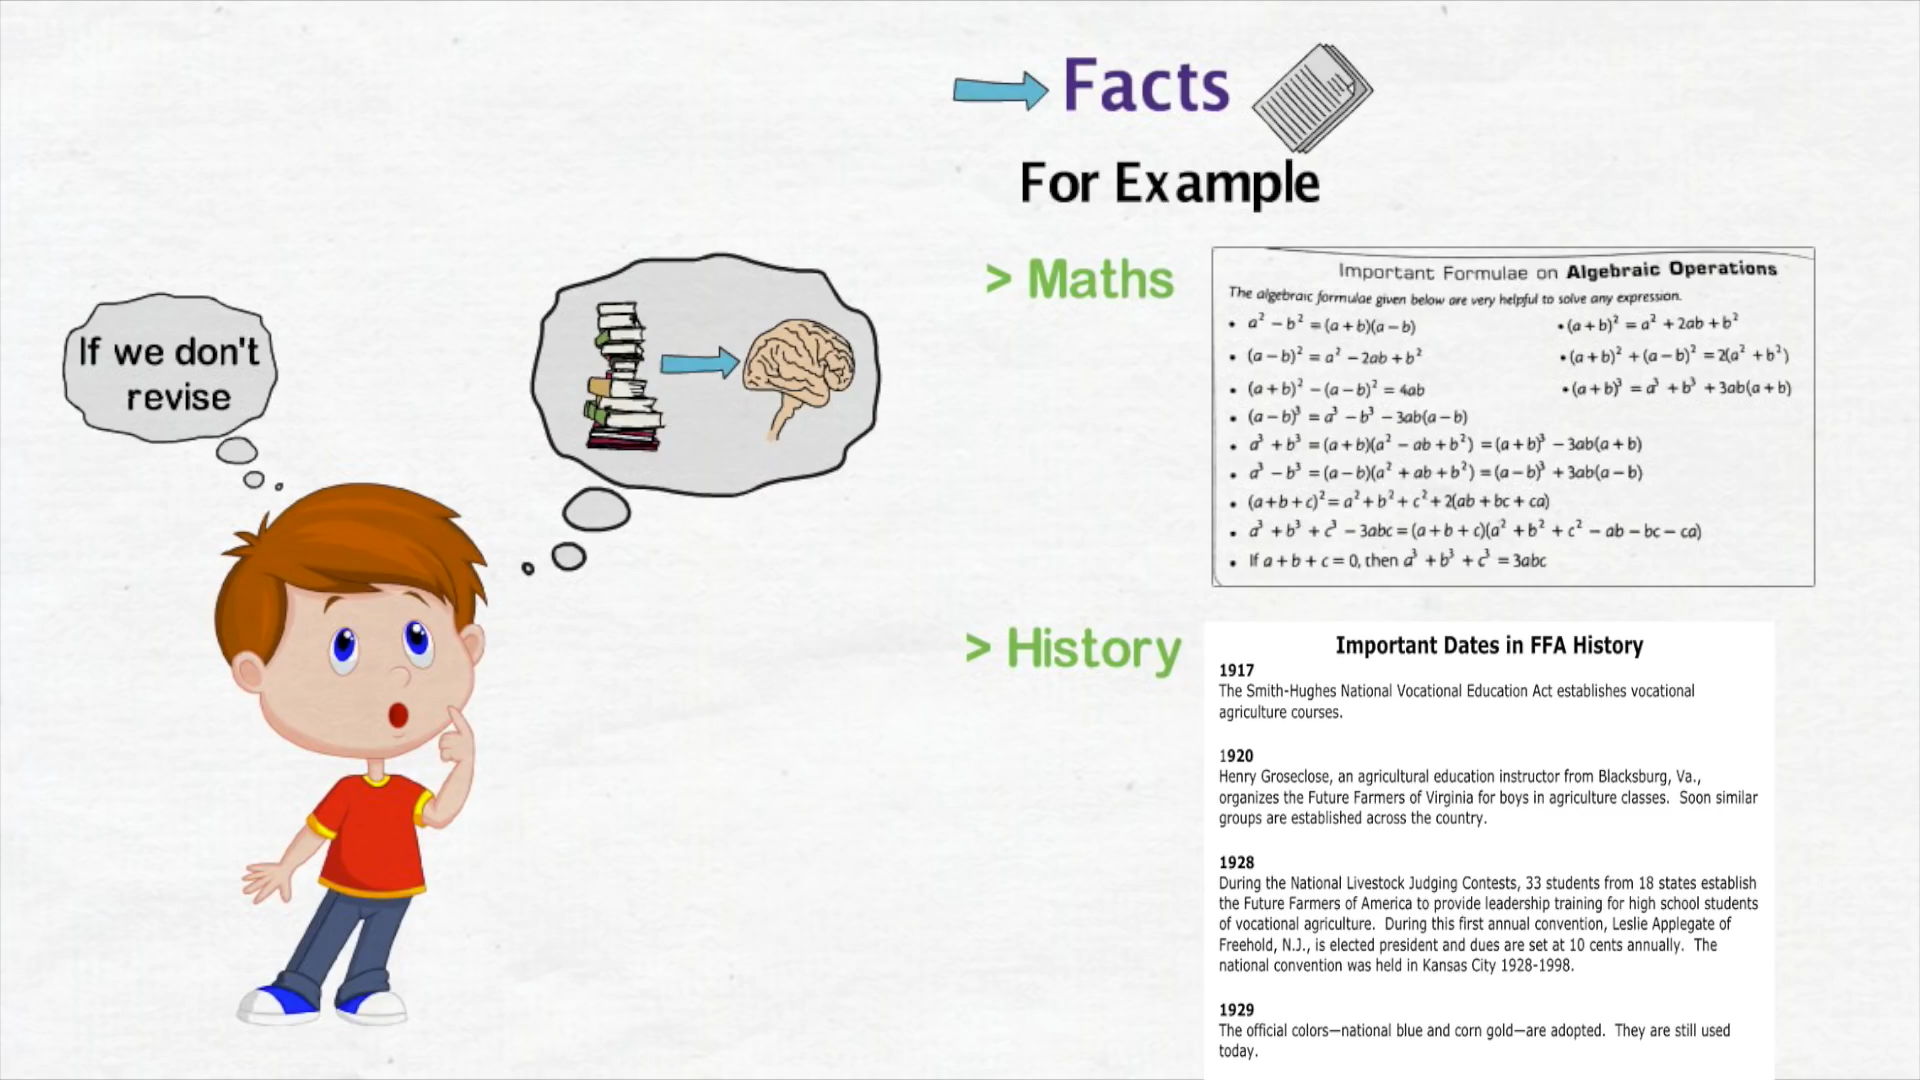 If we don't
revise
Facts
For Example
> Maths
Important Formulae on Algebraic Operations
The algebraic formulae given below are very helpful to solve any expression.
• a² − b² = (a + b)(a − b)
• (a + b)² = a² + 2ab + b²
• (a − b)² = a² − 2ab + b²
• (a + b)² + (a − b)² = 2(a² + b²)
• (a + b)² − (a − b)² = 4ab
• (a + b)³ = a³ + b³ + 3ab(a + b)
• (a − b)³ = a³ − b³ − 3ab(a − b)
• a³ + b³ = (a + b)(a² − ab + b²) = (a + b)³ − 3ab(a + b)
• a³ − b³ = (a − b)(a² + ab + b²) = (a − b)³ + 3ab(a − b)
• (a + b + c)² = a² + b² + c² + 2(ab + bc + ca)
• a³ + b³ + c³ − 3abc = (a + b + c)(a² + b² + c² − ab − bc − ca)
• If a + b + c = 0, then a³ + b³ + c³ = 3abc
> History
Important Dates in FFA History
1917
The Smith-Hughes National Vocational Education Act establishes vocational
agriculture courses.
1920
Henry Groseclose, an agricultural education instructor from Blacksburg, Va.,
organizes the Future Farmers of Virginia for boys in agriculture classes. Soon similar
groups are established across the country.
1928
During the National Livestock Judging Contests, 33 students from 18 states establish
the Future Farmers of America to provide leadership training for high school students
of vocational agriculture. During this first annual convention, Leslie Applegate of
Freehold, N.J., is elected president and dues are set at 10 cents annually. The
national convention was held in Kansas City 1928-1998.
1929
The official colors—national blue and corn gold—are adopted. They are still used
today.